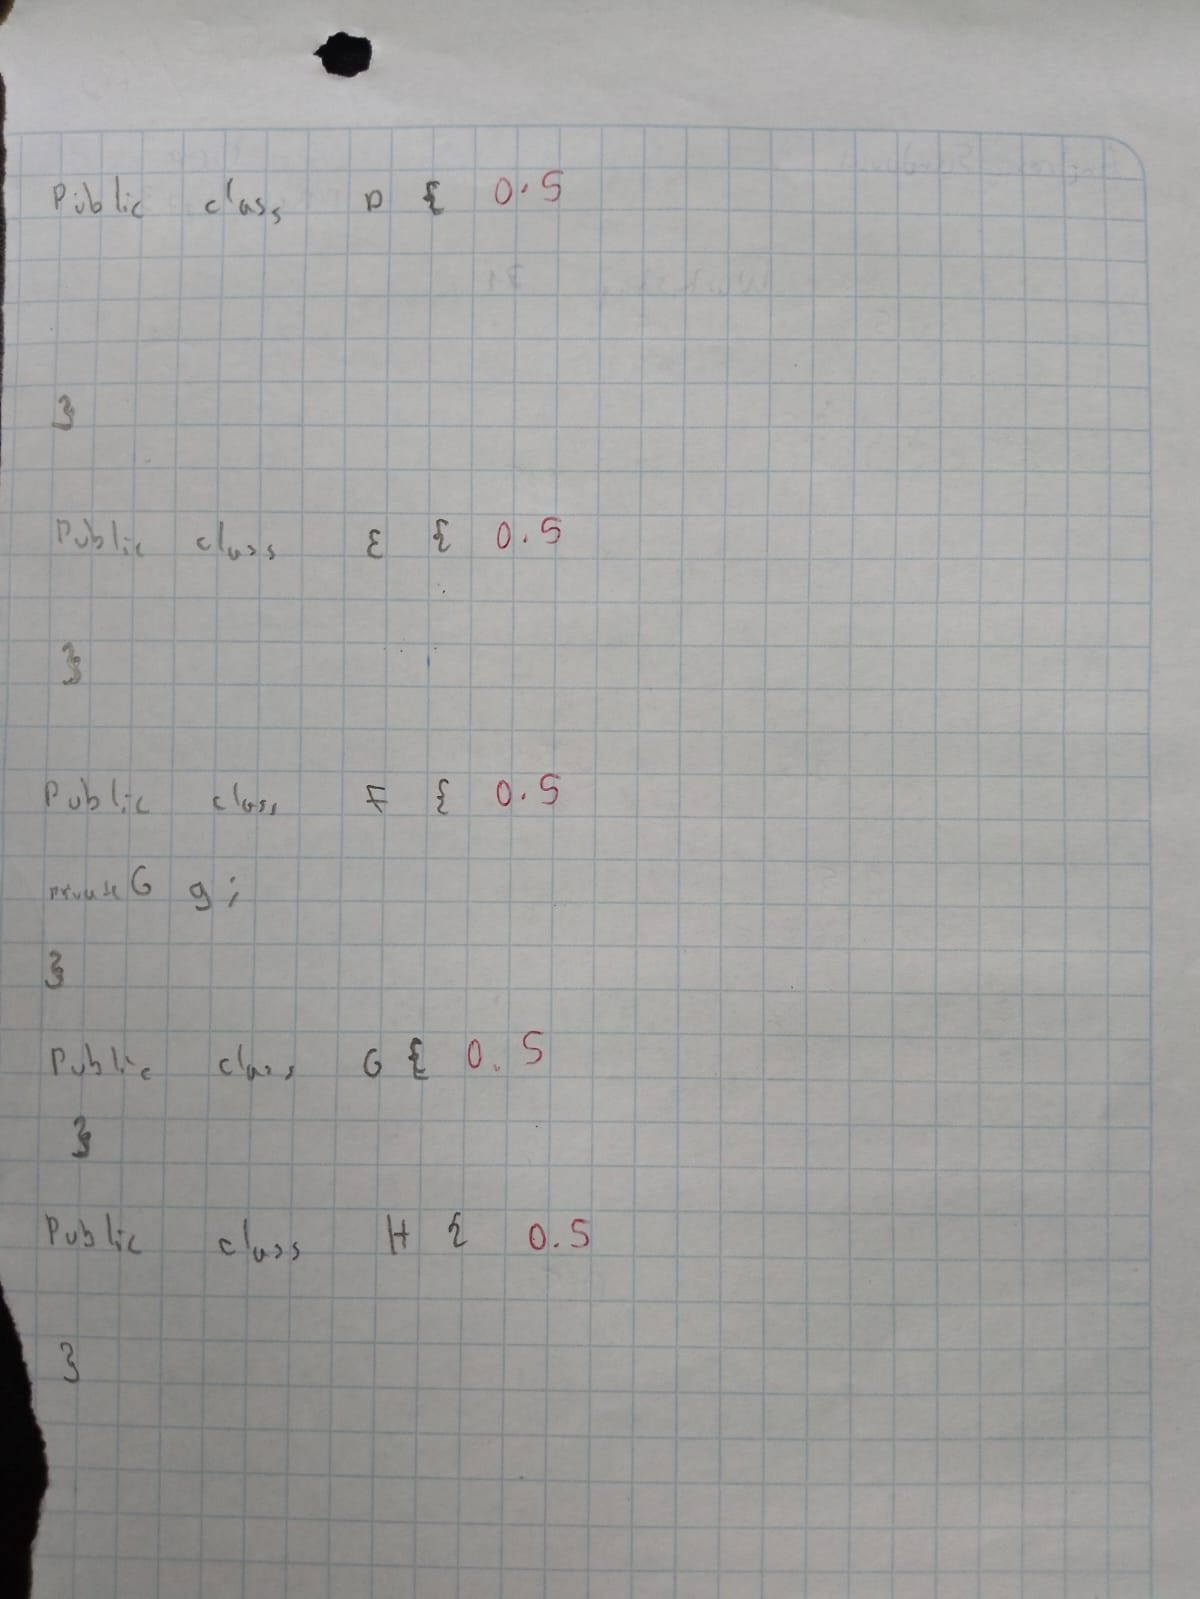 Public class D { 0.5
}
Public class E { 0.5
}
Public class F { 0.5
private G g;
}
Public class G { 0.5
}
Public class H { 0.5
}